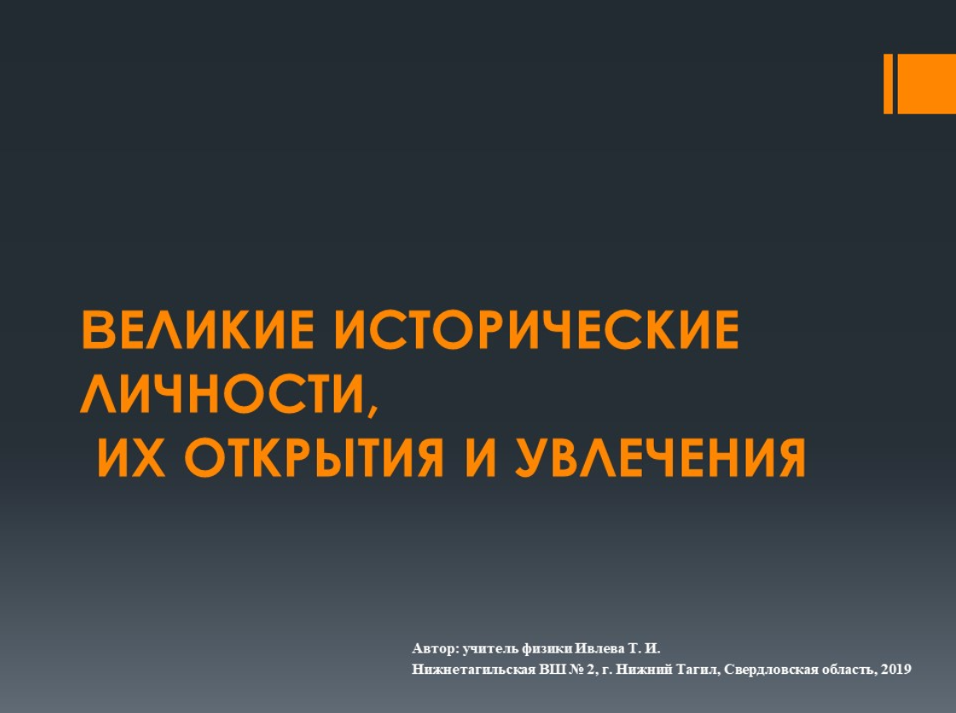 ВЕЛИКИЕ ИСТОРИЧЕСКИЕ
ЛИЧНОСТИ,
ИХ ОТКРЫТИЯ И УВЛЕЧЕНИЯ
Автор: учитель физики Ивлева Т. И.
Нижнетагильская ВШ № 2, г. Нижний Тагил, Свердловская область, 2019